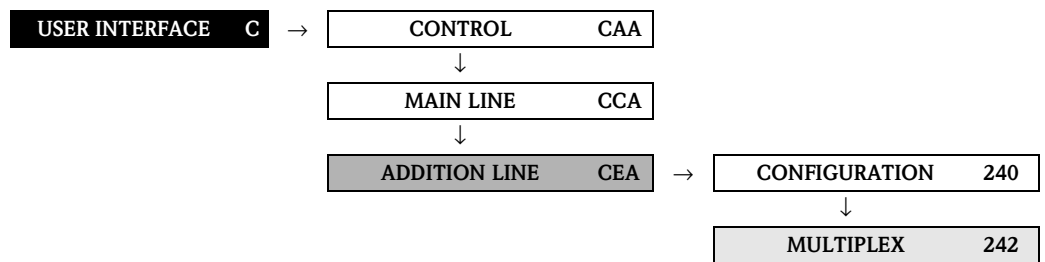 USER INTERFACE C → CONTROL CAA
↓
MAIN LINE CCA
↓
ADDITION LINE CEA → CONFIGURATION 240
↓
MULTIPLEX 242